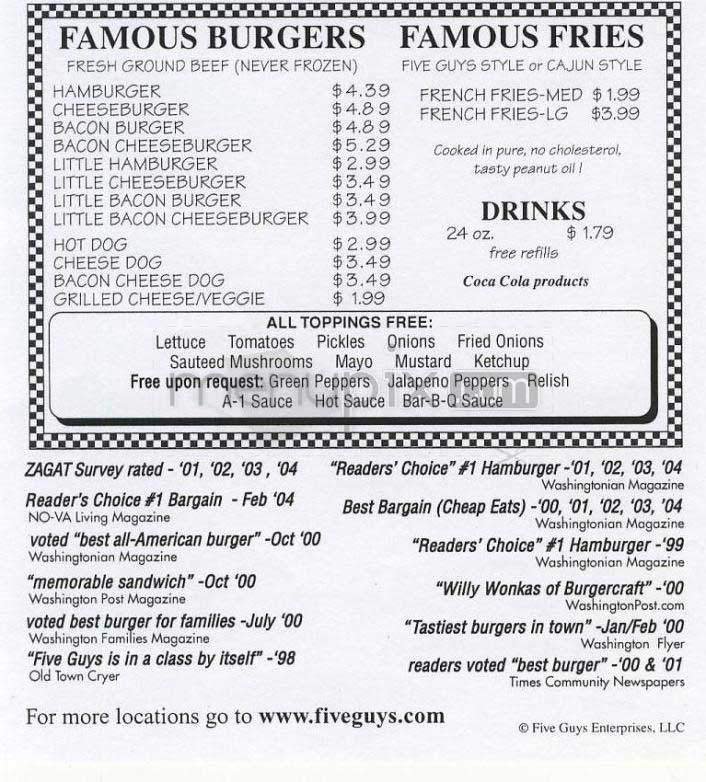 FAMOUS BURGERS
FRESH GROUND BEEF (NEVER FROZEN)
HAMBURGER $4.39
CHEESEBURGER $4.89
BACON BURGER $4.89
BACON CHEESEBURGER $5.29
LITTLE HAMBURGER $2.99
LITTLE CHEESEBURGER $3.49
LITTLE BACON BURGER $3.49
LITTLE BACON CHEESEBURGER $3.99
HOT DOG $2.99
CHEESE DOG $3.49
BACON CHEESE DOG $3.49
GRILLED CHEESE/VEGGIE $ 1.99
FAMOUS FRIES
FIVE GUYS STYLE or CAJUN STYLE
FRENCH FRIES-MED $ 1.99
FRENCH FRIES-LG $3.99
Cooked in pure, no cholesterol,
tasty peanut oil !
DRINKS
24 oz. $ 1.79
free refills
Coca Cola products
ALL TOPPINGS FREE:
Lettuce Tomatoes Pickles Onions Fried Onions
Sauteed Mushrooms Mayo Mustard Ketchup
Free upon request: Green Peppers Jalapeno Peppers Relish
A-1 Sauce Hot Sauce Bar-B-Q Sauce
menupix.com
ZAGAT Survey rated - '01, '02, '03 , '04
Reader's Choice #1 Bargain - Feb '04
NO-VA Living Magazine
voted "best all-American burger" -Oct '00
Washingtonian Magazine
"memorable sandwich" -Oct '00
Washington Post Magazine
voted best burger for families -July '00
Washington Families Magazine
"Five Guys is in a class by itself" -'98
Old Town Cryer
"Readers' Choice" #1 Hamburger -'01, '02, '03, '04
Washingtonian Magazine
Best Bargain (Cheap Eats) -'00, '01, '02, '03, '04
Washingtonian Magazine
"Readers' Choice" #1 Hamburger -'99
Washingtonian Magazine
"Willy Wonkas of Burgercraft" -'00
WashingtonPost.com
"Tastiest burgers in town" -Jan/Feb '00
Washington Flyer
readers voted "best burger" -'00 & '01
Times Community Newspapers
For more locations go to www.fiveguys.com
© Five Guys Enterprises, LLC